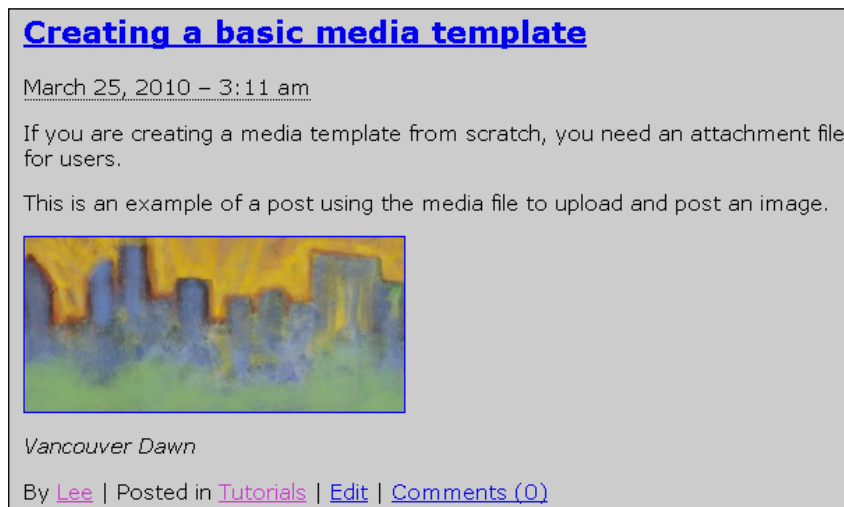 Creating a basic media template
March 25, 2010 – 3:11 am
If you are creating a media template from scratch, you need an attachment file
for users.
This is an example of a post using the media file to upload and post an image.
Vancouver Dawn
By Lee | Posted in Tutorials | Edit | Comments (0)